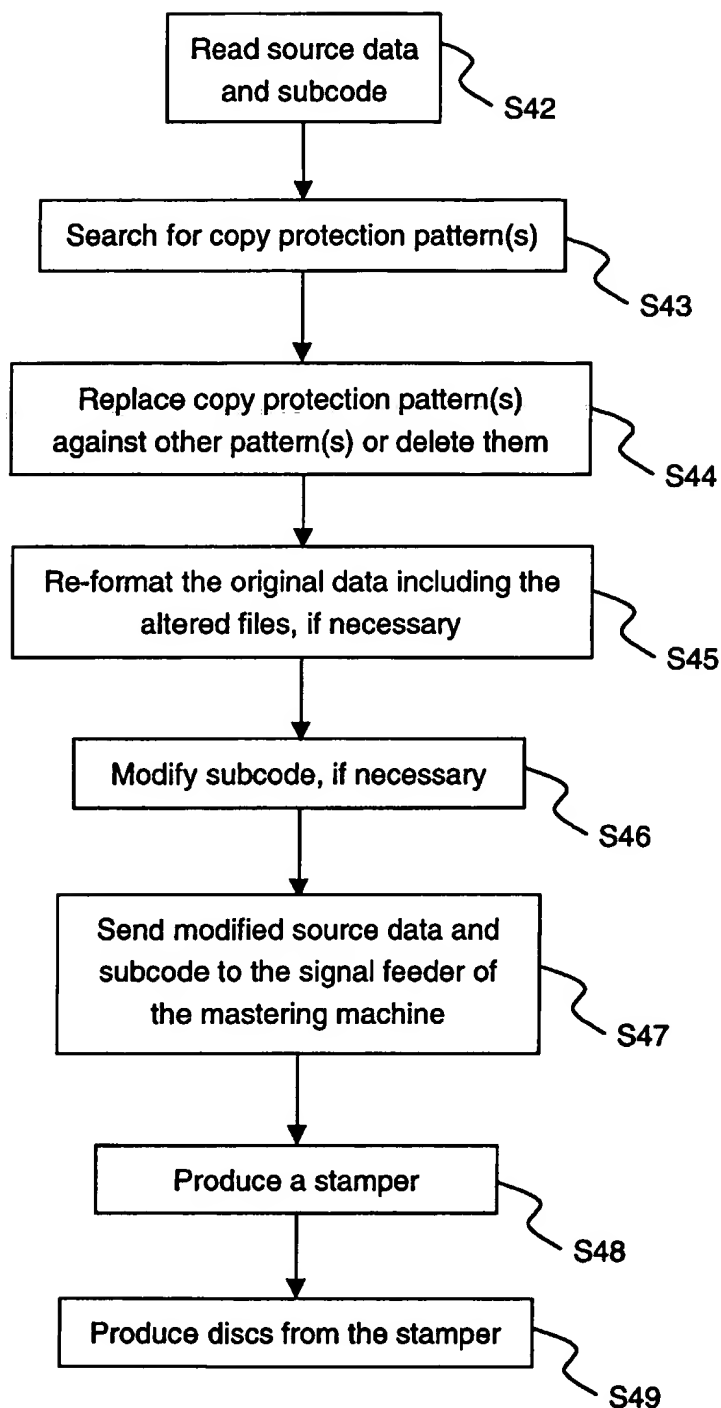 Read source data
and subcode
S42
Search for copy protection pattern(s)
S43
Replace copy protection pattern(s)
against other pattern(s) or delete them
S44
Re-format the original data including the
altered files, if necessary
S45
Modify subcode, if necessary
S46
Send modified source data and
subcode to the signal feeder of
the mastering machine
S47
Produce a stamper
S48
Produce discs from the stamper
S49